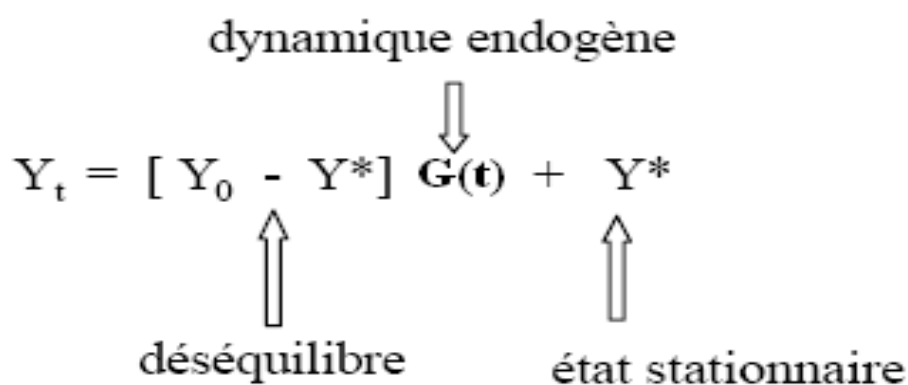 dynamique endogène
Yₜ = [ Y₀ - Y*] G(t) + Y*
déséquilibre
état stationnaire